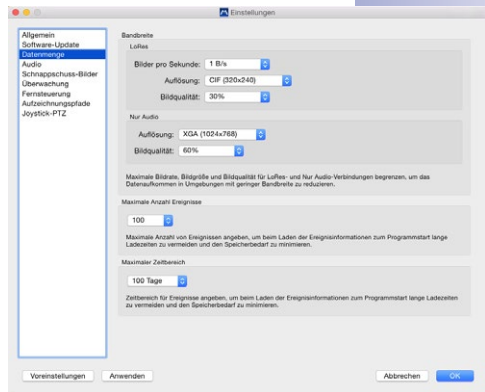 Einstellungen
Allgemein
Software-Update
Datenmenge
Audio
Schnappschuss-Bilder
Überwachung
Fernsteuerung
Aufzeichnungspfade
Joystick-PTZ
Bandbreite
LoRes
Bilder pro Sekunde: 1 B/s
Auflösung: CIF (320x240)
Bildqualität: 30%
Nur Audio
Auflösung: XGA (1024x768)
Bildqualität: 60%
Maximale Bildrate, Bildgröße und Bildqualität für LoRes- und Nur Audio-Verbindungen begrenzen, um das
Datenaufkommen in Umgebungen mit geringer Bandbreite zu reduzieren.
Maximale Anzahl Ereignisse
100
Maximale Anzahl von Ereignissen angeben, um beim Laden der Ereignisinformationen zum Programmstart lange
Ladezeiten zu vermeiden und den Speicherbedarf zu minimieren.
Maximaler Zeitbereich
100 Tage
Zeitbereich für Ereignisse angeben, um beim Laden der Ereignisinformationen zum Programmstart lange Ladezeiten
zu vermeiden und den Speicherbedarf zu minimieren.
Voreinstellungen
Anwenden
Abbrechen
OK